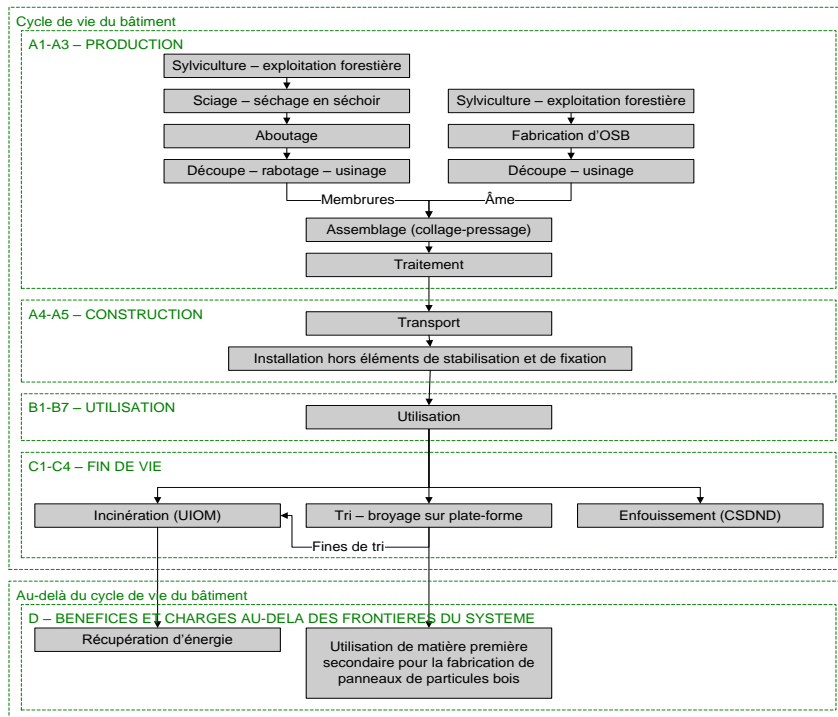 Cycle de vie du bâtiment
A1-A3 – PRODUCTION
Sylviculture – exploitation forestière
Sciage – séchage en séchoir
Aboutage
Découpe – rabotage – usinage
Sylviculture – exploitation forestière
Fabrication d'OSB
Découpe – usinage
Membrures
Âme
Assemblage (collage-pressage)
Traitement
A4-A5 – CONSTRUCTION
Transport
Installation hors éléments de stabilisation et de fixation
B1-B7 – UTILISATION
Utilisation
C1-C4 – FIN DE VIE
Incinération (UIOM)
Tri – broyage sur plate-forme
Enfouissement (CSDND)
Fines de tri
Au-delà du cycle de vie du bâtiment
D – BENEFICES ET CHARGES AU-DELA DES FRONTIERES DU SYSTEME
Récupération d'énergie
Utilisation de matière première
secondaire pour la fabrication de
panneaux de particules bois